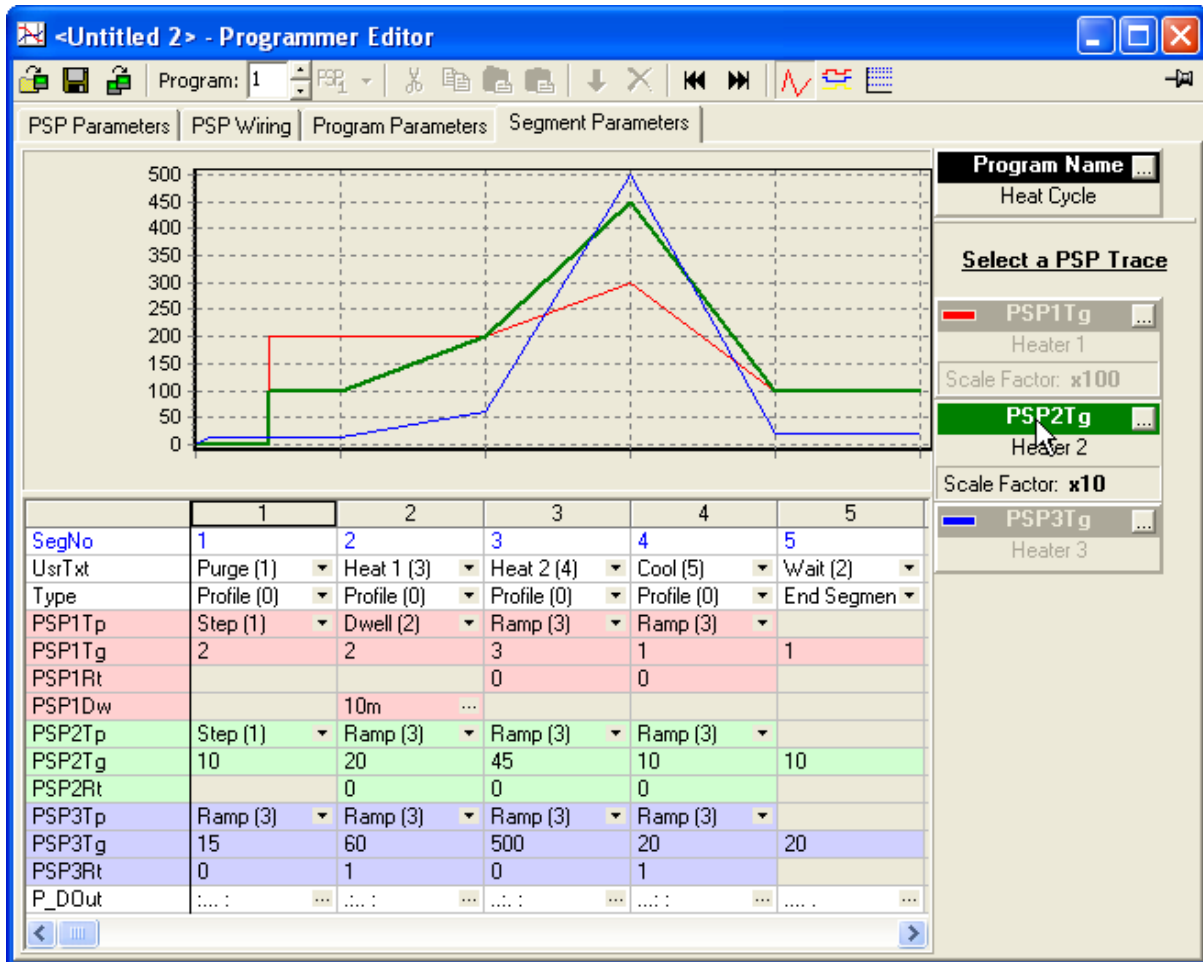 <Untitled 2> - Programmer Editor
Program: 1 PSP1
PSP Parameters PSP Wiring Program Parameters Segment Parameters
Program Name ...
Heat Cycle
Select a PSP Trace
PSP1Tg ...
Heater 1
Scale Factor: x100
PSP2Tg ...
Heater 2
Scale Factor: x10
PSP3Tg ...
Heater 3
500
450
400
350
300
250
200
150
100
50
0
1 2 3 4 5
SegNo 1 2 3 4 5
UsrTxt Purge (1) Heat 1 (3) Heat 2 (4) Cool (5) Wait (2)
Type Profile (0) Profile (0) Profile (0) Profile (0) End Segmen
PSP1Tp Step (1) Dwell (2) Ramp (3) Ramp (3)
PSP1Tg 2 2 3 1 1
PSP1Rt 0 0
PSP1Dw 10m ...
PSP2Tp Step (1) Ramp (3) Ramp (3) Ramp (3)
PSP2Tg 10 20 45 10 10
PSP2Rt 0 0 0
PSP3Tp Ramp (3) Ramp (3) Ramp (3) Ramp (3)
PSP3Tg 15 60 500 20 20
PSP3Rt 0 1 0 1
P_DOut :... : ... .:.. : ... ..:. : ... ...: : ... .... . ...